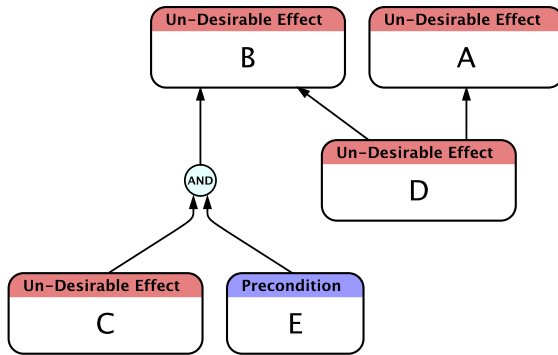 Un-Desirable Effect
B
Un-Desirable Effect
A
Un-Desirable Effect
D
AND
Un-Desirable Effect
C
Precondition
E